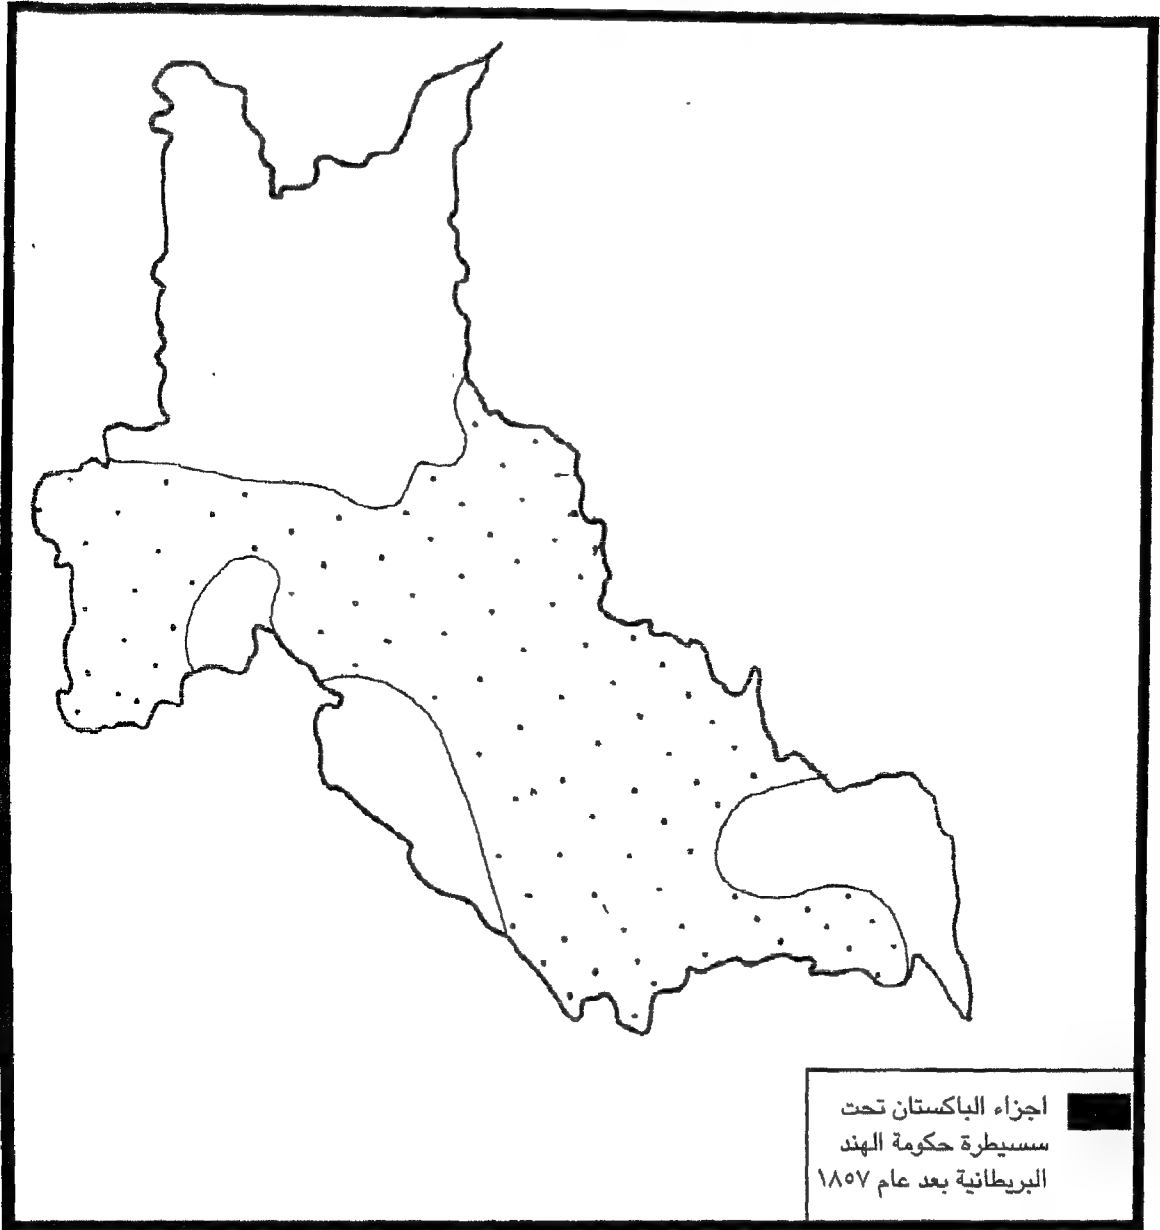 اجزاء الباكستان تحت
سسيطرة حكومة الهند
البريطانية بعد عام ١٨٥٧